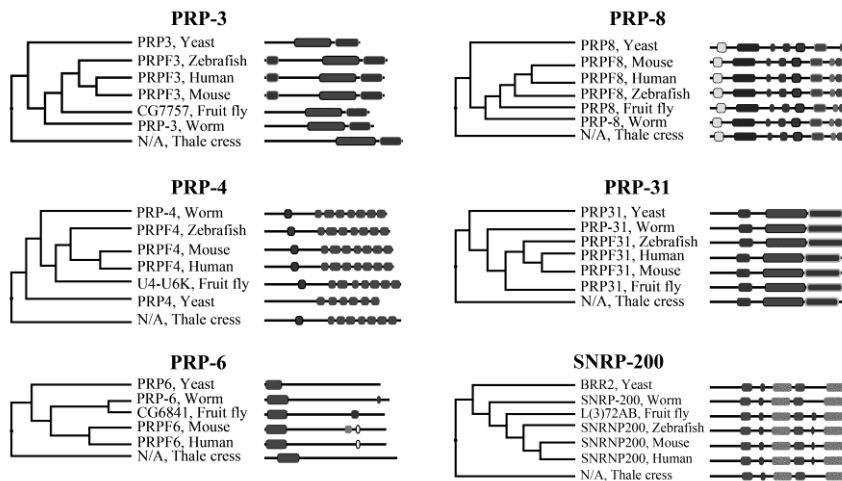 PRP-3
PRP3, Yeast
PRPF3, Zebrafish
PRPF3, Human
PRPF3, Mouse
CG7757, Fruit fly
PRP-3, Worm
N/A, Thale cress
PRP-8
PRP8, Yeast
PRPF8, Mouse
PRPF8, Human
PRPF8, Zebrafish
PRP8, Fruit fly
PRP-8, Worm
N/A, Thale cress
PRP-4
PRP-4, Worm
PRPF4, Zebrafish
PRPF4, Mouse
PRPF4, Human
U4-U6K, Fruit fly
PRP4, Yeast
N/A, Thale cress
PRP-31
PRP31, Yeast
PRP-31, Worm
PRPF31, Zebrafish
PRPF31, Human
PRPF31, Mouse
PRP31, Fruit fly
N/A, Thale cress
PRP-6
PRP6, Yeast
PRP-6, Worm
CG6841, Fruit fly
PRPF6, Mouse
PRPF6, Human
N/A, Thale cress
SNRP-200
BRR2, Yeast
SNRP-200, Worm
L(3)72AB, Fruit fly
SNRNP200, Zebrafish
SNRNP200, Mouse
SNRNP200, Human
N/A, Thale cress